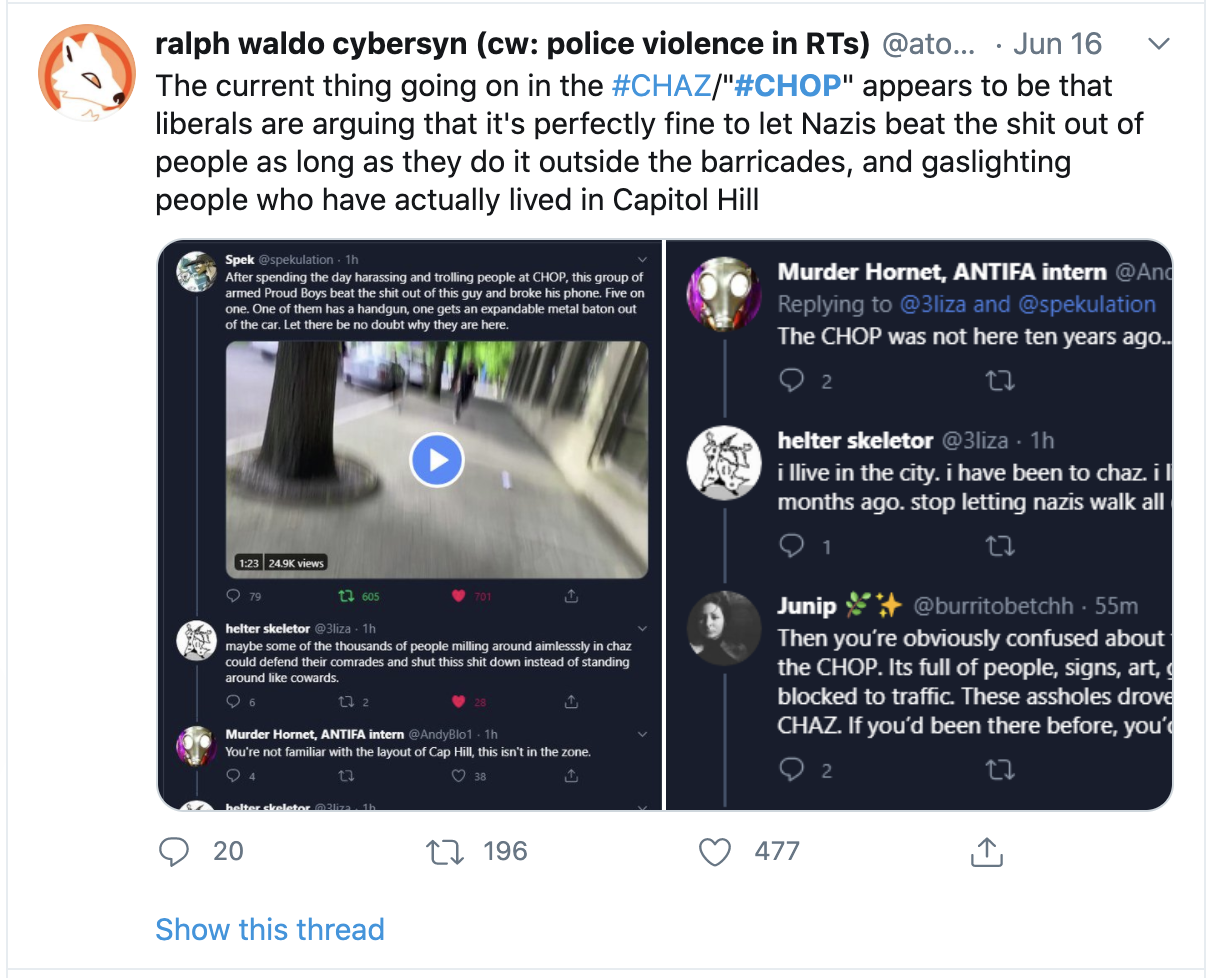 ralph waldo cybersyn (cw: police violence in RTs) @ato... · Jun 16
The current thing going on in the #CHAZ/"#CHOP" appears to be that
liberals are arguing that it's perfectly fine to let Nazis beat the shit out of
people as long as they do it outside the barricades, and gaslighting
people who have actually lived in Capitol Hill
Spek @spekulation · 1h
After spending the day harassing and trolling people at CHOP, this group of
armed Proud Boys beat the shit out of this guy and broke his phone. Five on
one. One of them has a handgun, one gets an expandable metal baton out
of the car. Let there be no doubt why they are here.
1:23 24.9K views
79 605 701
helter skeletor @3liza · 1h
maybe some of the thousands of people milling around aimlesssly in chaz
could defend their comrades and shut thiss shit down instead of standing
around like cowards.
6 2 28
Murder Hornet, ANTIFA intern @AndyBlo1 · 1h
You're not familiar with the layout of Cap Hill, this isn't in the zone.
4 38
helter skeletor @3liza · 1h
Murder Hornet, ANTIFA intern @And
Replying to @3liza and @spekulation
The CHOP was not here ten years ago..
2
helter skeletor @3liza · 1h
i llive in the city. i have been to chaz. i
months ago. stop letting nazis walk all
1
Junip @burritobetchh · 55m
Then you're obviously confused about
the CHOP. Its full of people, signs, art,
blocked to traffic. These assholes drove
CHAZ. If you'd been there before, you'
2
20 196 477
Show this thread